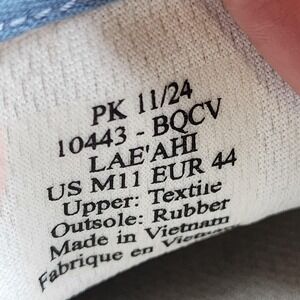 PK 11/24
10443 - BQCV
LAE'AHI
US M11 EUR 44
Upper: Textile
Outsole: Rubber
Made in Vietnam
Fabrique en Vietnam